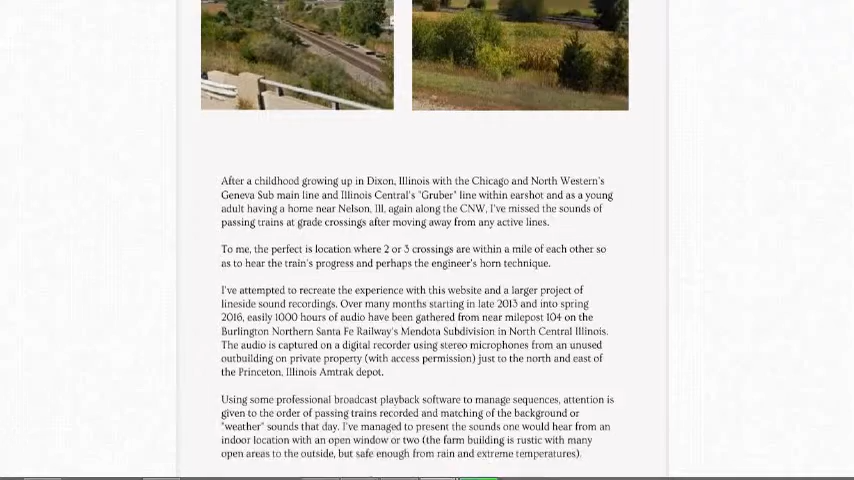 After a childhood growing up in Dixon, Illinois with the Chicago and North Western's
Geneva Sub main line and Illinois Central's "Gruber" line within earshot and as a young
adult having a home near Nelson, Ill, again along the CNW, I've missed the sounds of
passing trains at grade crossings after moving away from any active lines.
To me, the perfect is location where 2 or 3 crossings are within a mile of each other so
as to hear the train's progress and perhaps the engineer's horn technique.
I've attempted to recreate the experience with this website and a larger project of
lineside sound recordings. Over many months starting in late 2013 and into spring
2016, easily 1000 hours of audio have been gathered from near milepost 104 on the
Burlington Northern Santa Fe Railway's Mendota Subdivision in North Central Illinois.
The audio is captured on a digital recorder using stereo microphones from an unused
outbuilding on private property (with access permission) just to the north and east of
the Princeton, Illinois Amtrak depot.
Using some professional broadcast playback software to manage sequences, attention is
given to the order of passing trains recorded and matching of the background or
"weather" sounds that day. I've managed to present the sounds one would hear from an
indoor location with an open window or two (the farm building is rustic with many
open areas to the outside, but safe enough from rain and extreme temperatures).